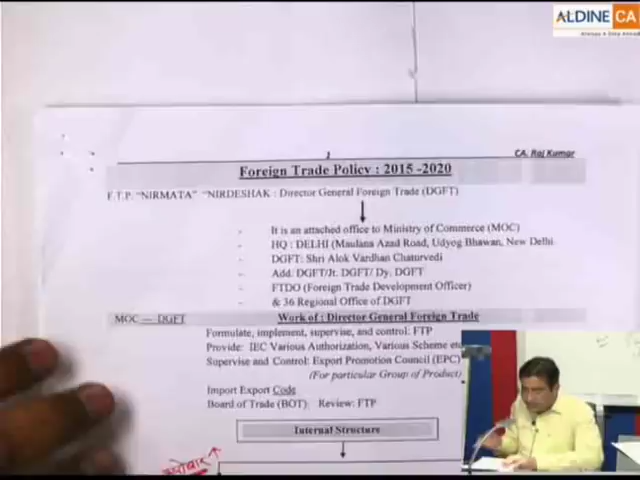 ALDINE CA
CA. Raj Kumar
Foreign Trade Policy : 2015 -2020
F.T.P. "NIRMATA" "NIRDESHAK : Director General Foreign Trade (DGFT)
- It is an attached office to Ministry of Commerce (MOC)
- HQ : DELHI (Maulana Azad Road, Udyog Bhawan, New Delhi
- DGFT: Shri Alok Vardhan Chaturvedi
- Add. DGFT/Jt. DGFT/ Dy. DGFT
- FTDO (Foreign Trade Development Officer)
- & 36 Regional Office of DGFT
MOC — DGFT Work of : Director General Foreign Trade
Formulate, implement, supervise, and control: FTP
Provide: IEC Various Authorization, Various Scheme etc
Supervise and Control: Export Promotion Council (EPC)
(For particular Group of Product)
Import Export Code
Board of Trade (BOT) Review: FTP
Internal Structure